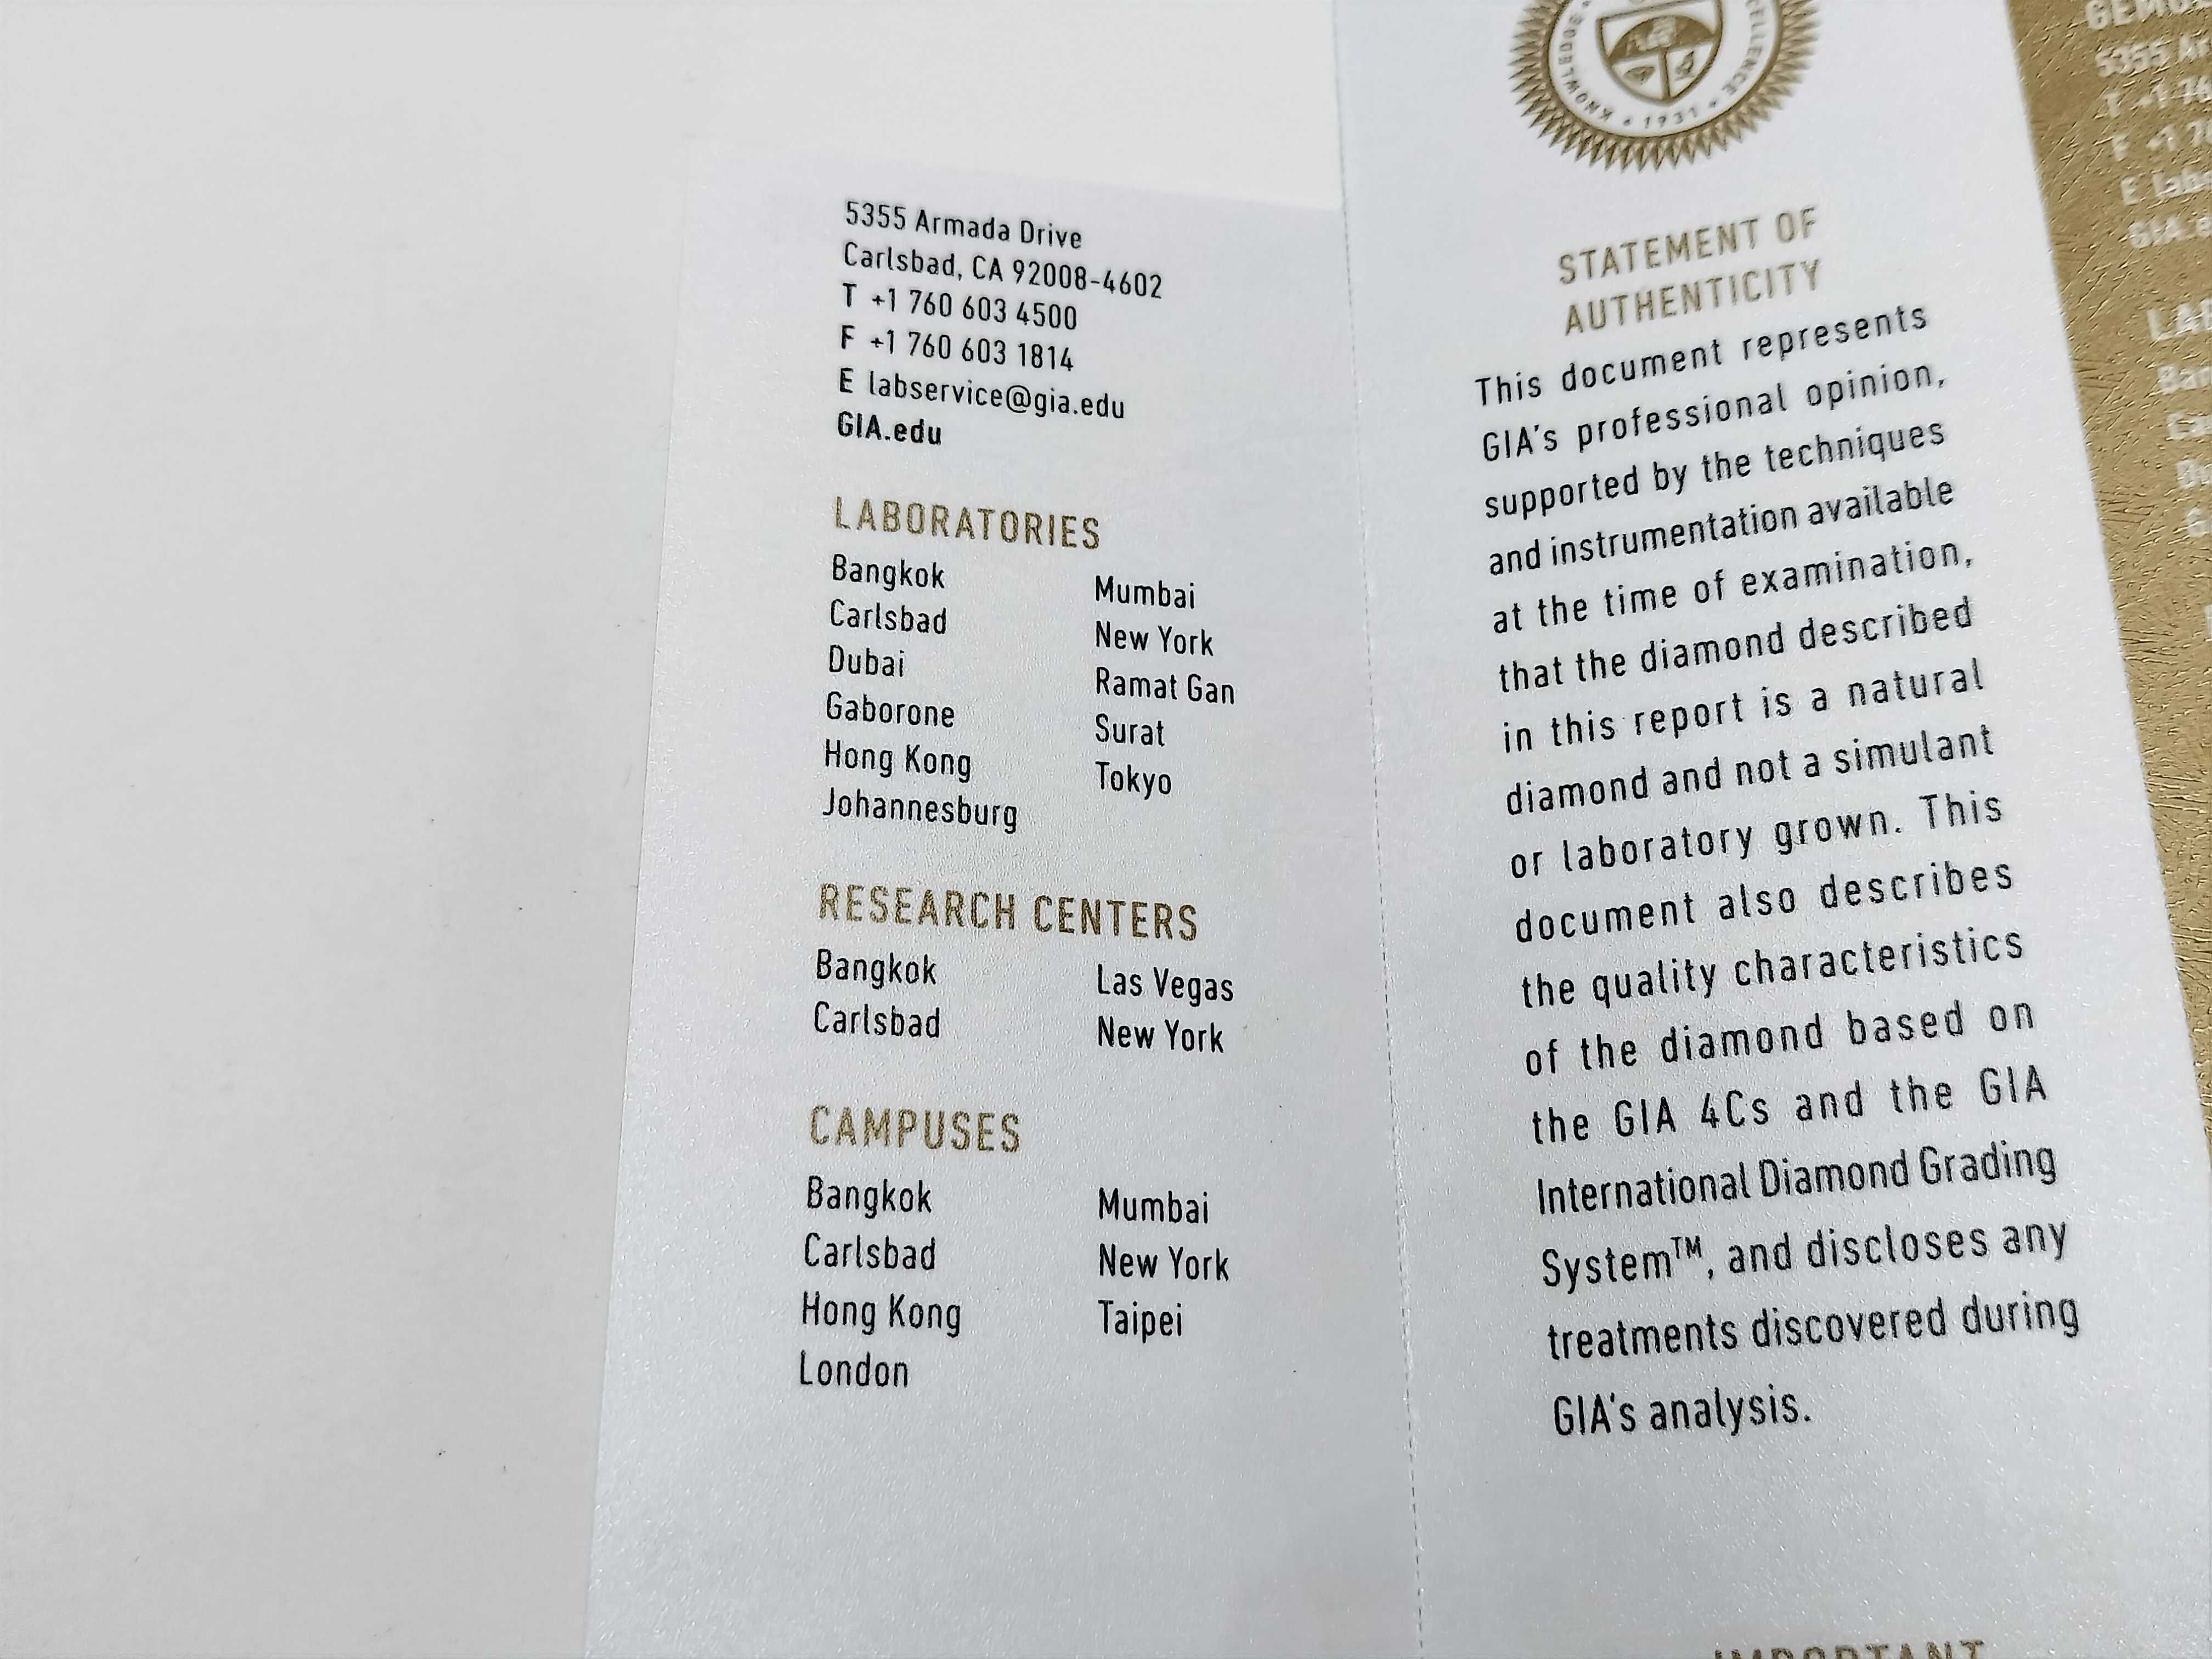 5355 Armada Drive
Carlsbad, CA 92008-4602
T +1 760 603 4500
F +1 760 603 1814
E labservice@gia.edu
GIA.edu
LABORATORIES
Bangkok
Carlsbad
Dubai
Gaborone
Hong Kong
Johannesburg
Mumbai
New York
Ramat Gan
Surat
Tokyo
RESEARCH CENTERS
Bangkok
Carlsbad
Las Vegas
New York
CAMPUSES
Bangkok
Carlsbad
Hong Kong
London
Mumbai
New York
Taipei
KNOWLEDGE • 1931 •
STATEMENT OF
AUTHENTICITY
This document represents
GIA's professional opinion,
supported by the techniques
and instrumentation available
at the time of examination,
that the diamond described
in this report is a natural
diamond and not a simulant
or laboratory grown. This
document also describes
the quality characteristics
of the diamond based on
the GIA 4Cs and the GIA
International Diamond Grading
System™, and discloses any
treatments discovered during
GIA's analysis.
IMPORTANT
5355
T +1
F +1
E